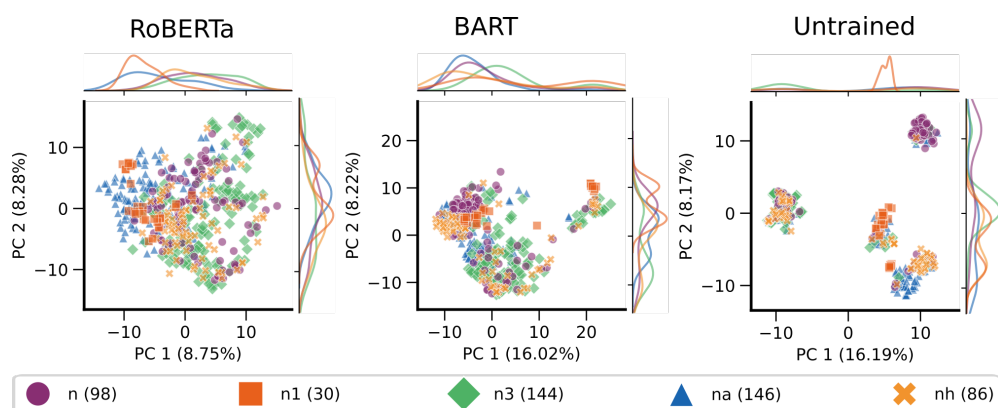 RoBERTa
BART
Untrained
PC 2 (8.28%)
10
0
−10
−10
0
10
PC 1 (8.75%)
PC 2 (8.22%)
20
10
0
−10
−10
0
10
20
PC 1 (16.02%)
PC 2 (8.17%)
10
0
−10
−10
0
10
PC 1 (16.19%)
n (98)
n1 (30)
n3 (144)
na (146)
nh (86)